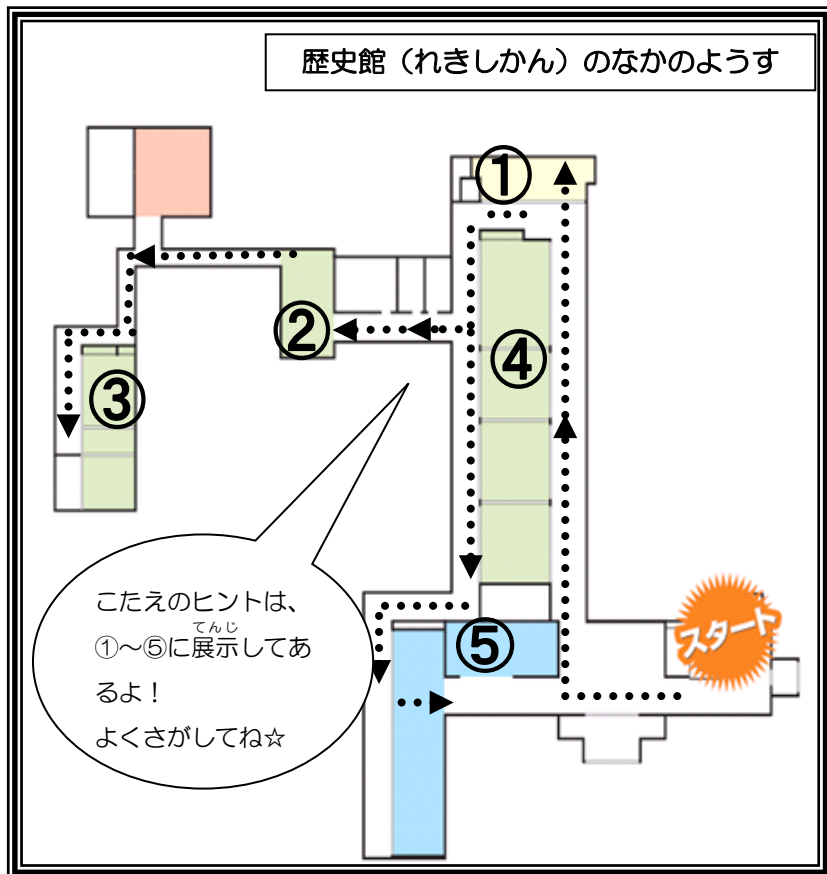 歴史館（れきしかん）のなかのようす
①
②
④
③
こたえのヒントは、
①～⑤に展示してあ
てんじ
るよ！
よくさがしてね☆
⑤
スタート